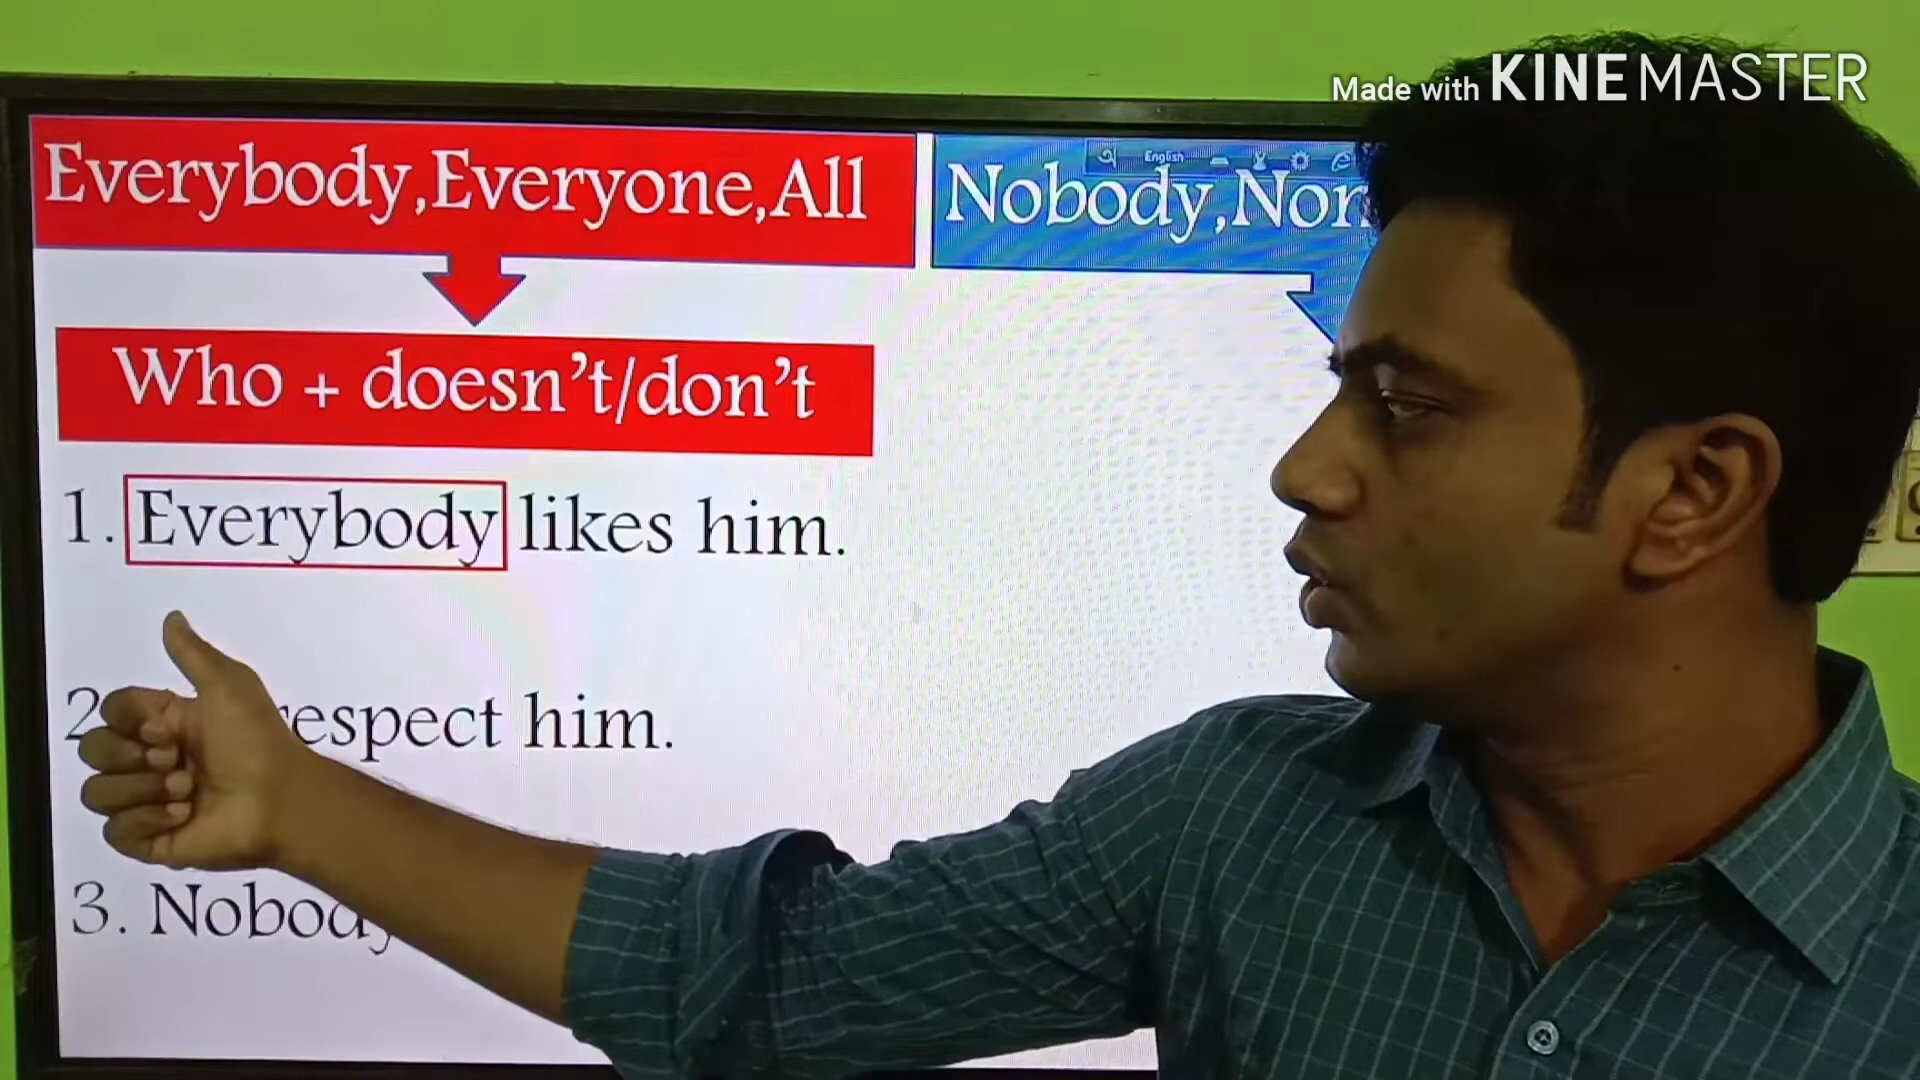 Made with KINEMASTER
Everybody,Everyone,All
অ English
Nobody,Non
Who + doesn’t/don’t
1. Everybody likes him.
2 respect him.
3. Nobody